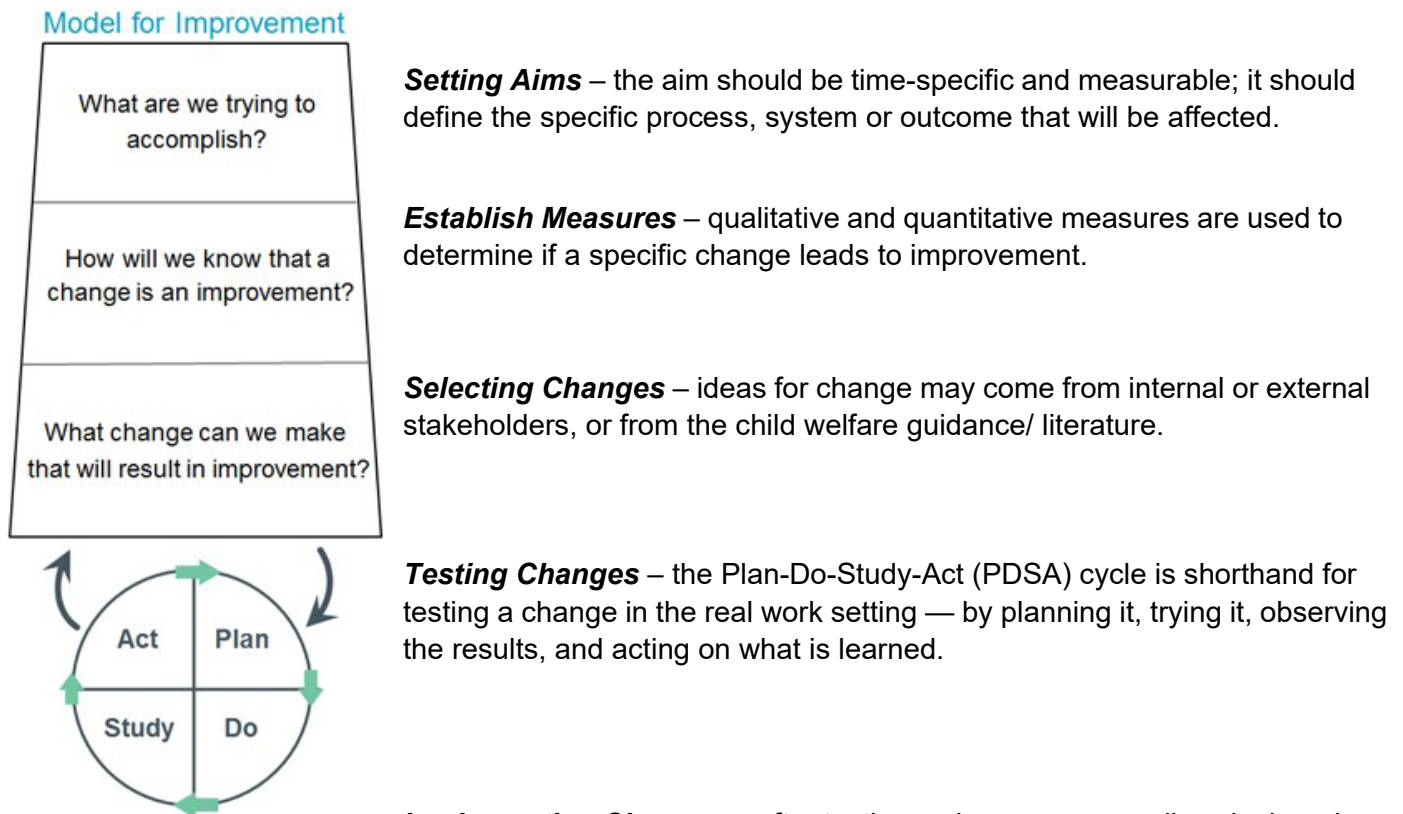 Model for Improvement
What are we trying to
accomplish?
Setting Aims – the aim should be time-specific and measurable; it should
define the specific process, system or outcome that will be affected.
How will we know that a
change is an improvement?
Establish Measures – qualitative and quantitative measures are used to
determine if a specific change leads to improvement.
What change can we make
that will result in improvement?
Selecting Changes – ideas for change may come from internal or external
stakeholders, or from the child welfare guidance/ literature.
Act
Plan
Study
Do
Testing Changes – the Plan-Do-Study-Act (PDSA) cycle is shorthand for
testing a change in the real work setting — by planning it, trying it, observing
the results, and acting on what is learned.